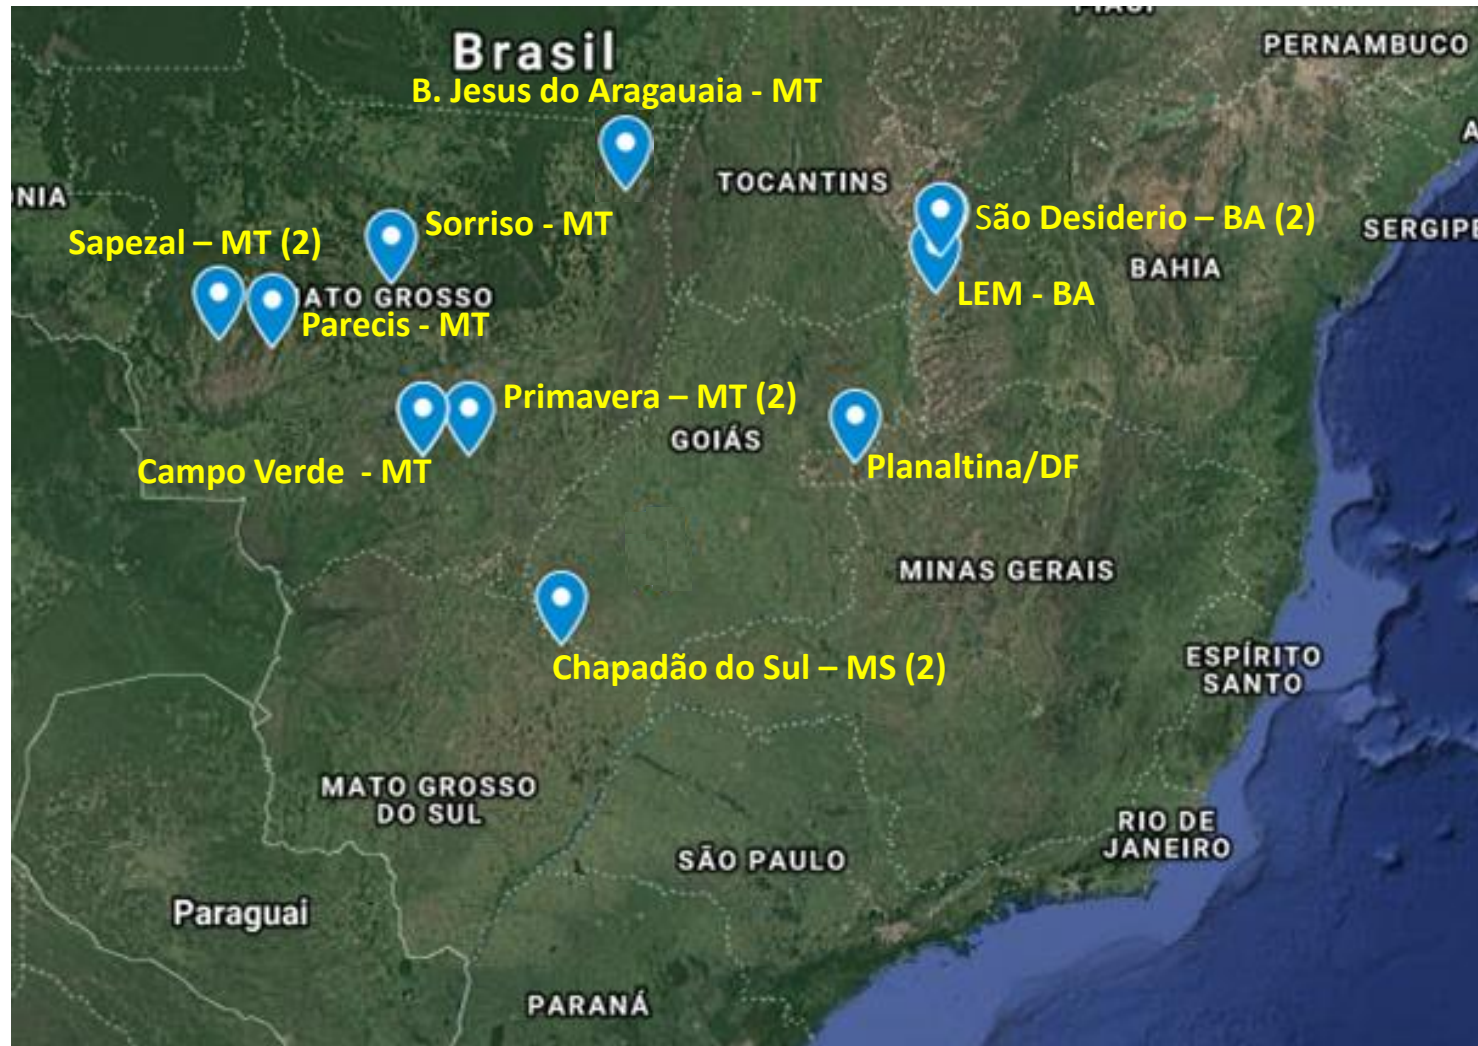 PIAUÍ
Brasil
PERNAMBUCO
B. Jesus do Aragauaia - MT
A
TOCANTINS
NIA
Sorriso - MT
São Desiderio – BA (2)
SERGIPE
Sapezal – MT (2)
BAHIA
LEM - BA
ATO GROSSO
Parecis - MT
Primavera – MT (2)
GOIÁS
Planaltina/DF
Campo Verde - MT
MINAS GERAIS
Chapadão do Sul – MS (2)
ESPÍRITO
SANTO
MATO GROSSO
DO SUL
RIO DE
JANEIRO
SÃO PAULO
Paraguai
PARANÁ